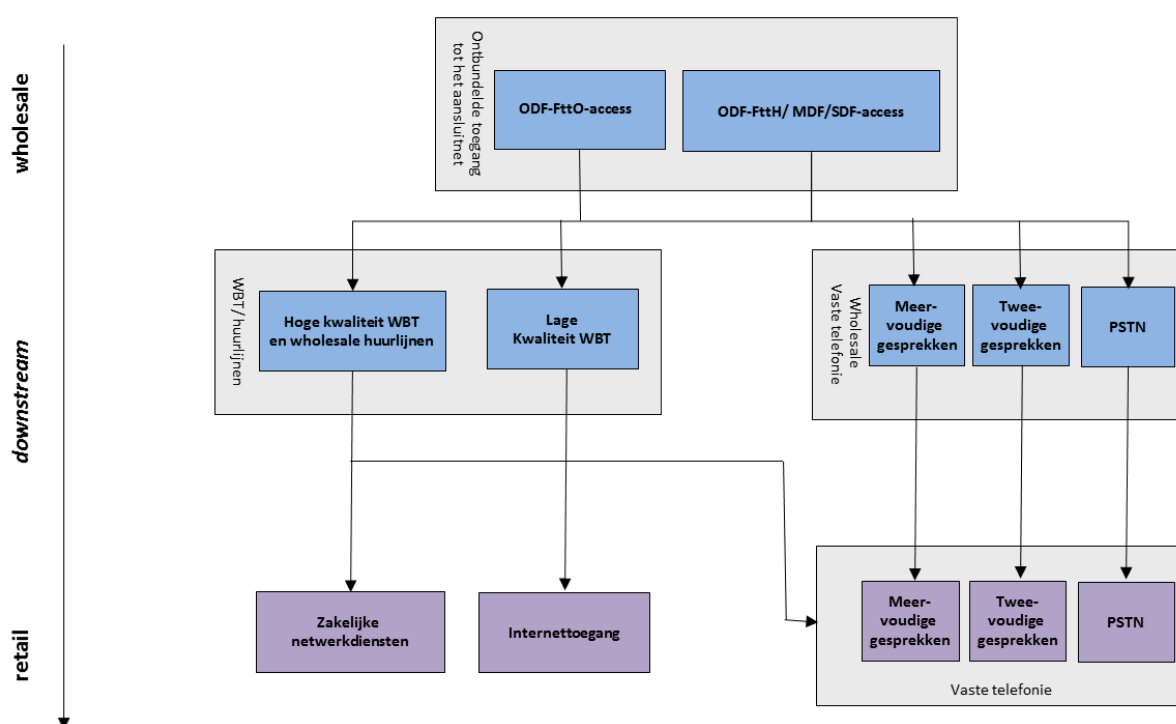 wholesale
Ontbundelde toegang
tot het aansluitnet
ODF-FttO-access
ODF-FttH/ MDF/SDF-access
downstream
WBT/ huurlijnen
Hoge kwaliteit WBT
en wholesale huurlijnen
Lage
Kwaliteit WBT
Wholesale
Vaste telefonie
Meer-
voudige
gesprekken
Twee-
voudige
gesprekken
PSTN
retail
Zakelijke
netwerkdiensten
Internettoegang
Meer-
voudige
gesprekken
Twee-
voudige
gesprekken
PSTN
Vaste telefonie